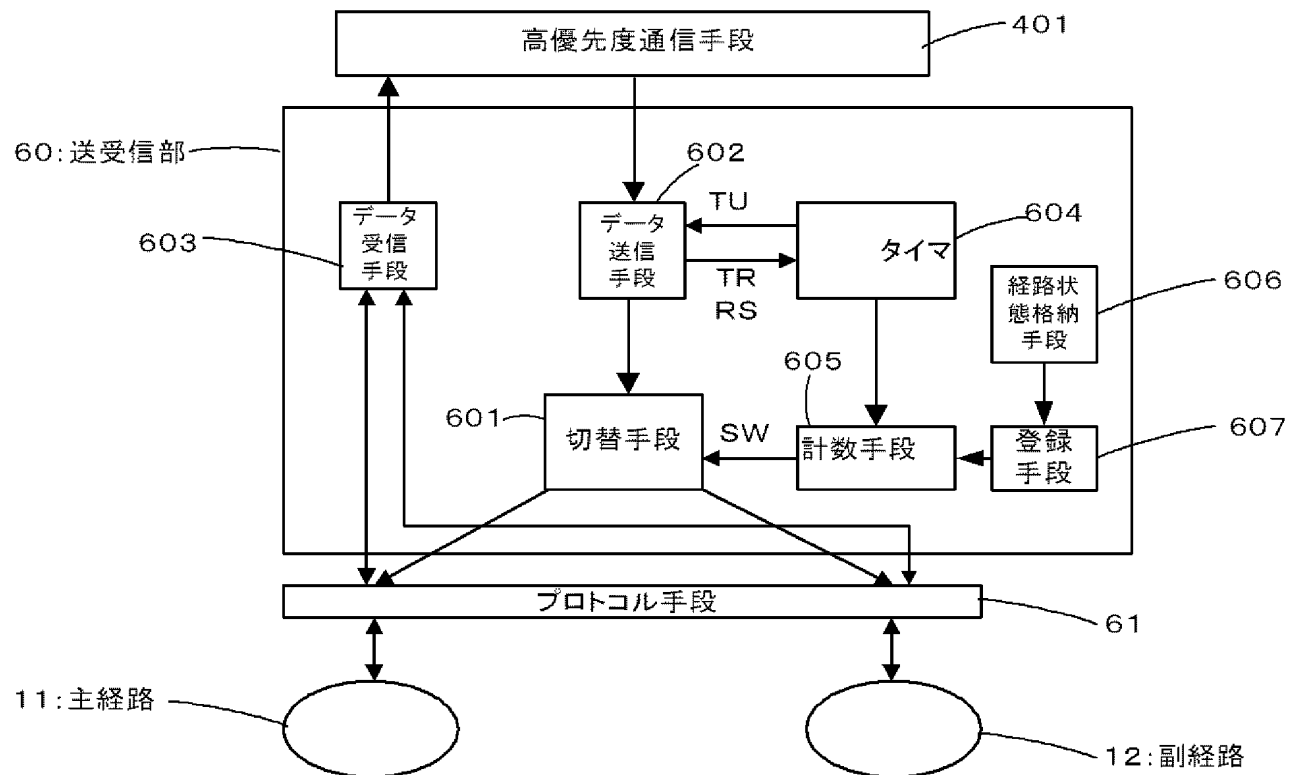 高優先度通信手段
401
60:送受信部
602
603
データ
受信
手段
データ
送信
手段
TU
TR
RS
タイマ
604
経路状
態格納
手段
606
605
601
切替手段
SW
計数手段
登録
手段
607
プロトコル手段
61
11:主経路
12:副経路